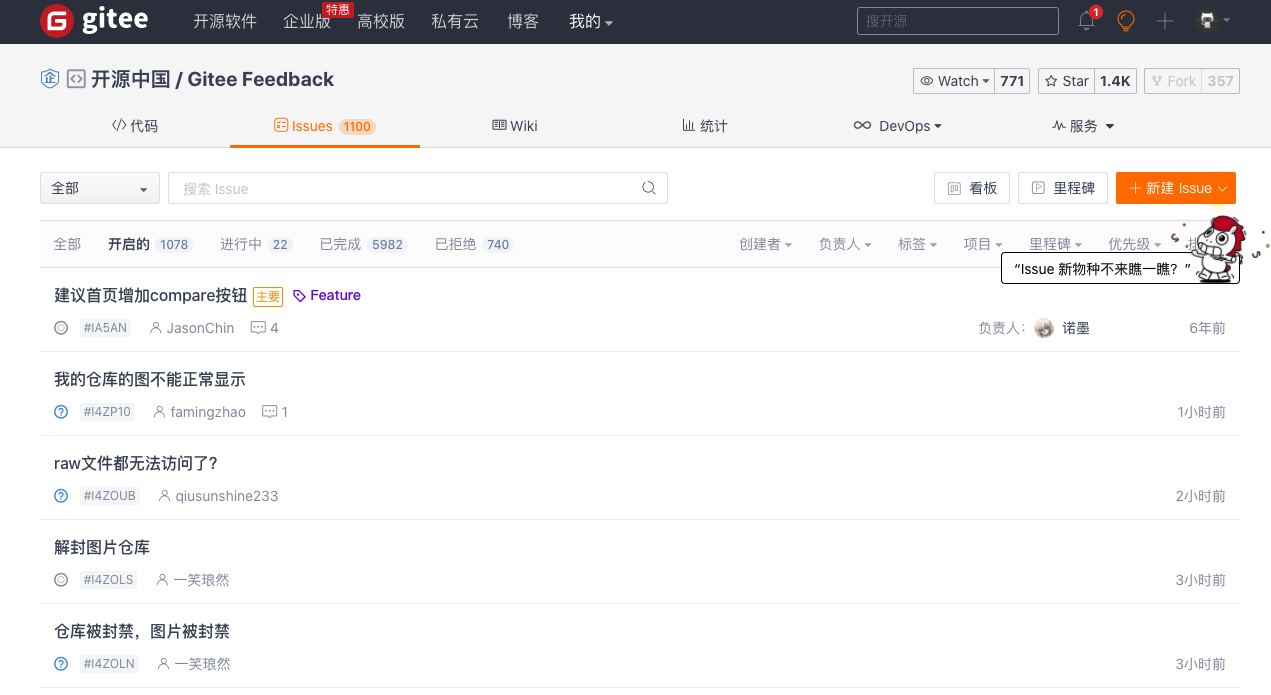 gitee 开源软件 企业版 特惠 高校版 私有云 博客 我的 搜开源 1
开源中国 / Gitee Feedback Watch 771 Star 1.4K Fork 357
代码 Issues 1100 Wiki 统计 DevOps 服务
全部 搜索 Issue 看板 里程碑 新建 Issue
全部 开启的 1078 进行中 22 已完成 5982 已拒绝 740 创建者 负责人 标签 项目 里程碑 优先级
“Issue 新物种不来瞧一瞧？”
建议首页增加compare按钮 主要 Feature
#IA5AN JasonChin 4 负责人： 诺墨 6年前
我的仓库的图不能正常显示
#I4ZP10 famingzhao 1 1小时前
raw文件都无法访问了？
#I4ZOUB qiusunshine233 2小时前
解封图片仓库
#I4ZOLS 一笑琅然 3小时前
仓库被封禁，图片被封禁
#I4ZOLN 一笑琅然 3小时前